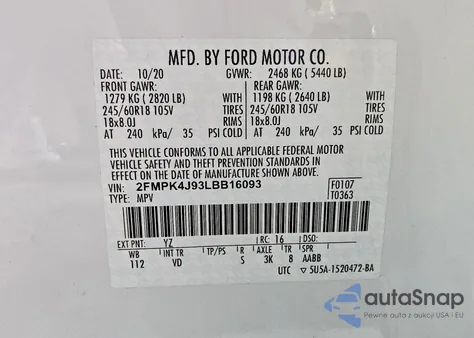 MFD. BY FORD MOTOR CO.
DATE: 10/20 GVWR: 2468 KG (5440 LB)
FRONT GAWR: REAR GAWR:
1279 KG (2820 LB) WITH 1198 KG (2640 LB) WITH
245/60R18 105V TIRES 245/60R18 105V TIRES
18x8.0J RIMS 18x8.0J RIMS
AT 240 kPa/ 35 PSI COLD AT 240 kPa/ 35 PSI COLD
THIS VEHICLE CONFORMS TO ALL APPLICABLE FEDERAL MOTOR
VEHICLE SAFETY AND THEFT PREVENTION STANDARDS IN
EFFECT ON THE DATE OF MANUFACTURE SHOWN ABOVE.
VIN: 2FMPK4J93LBB16093 F0107
TYPE: MPV T0363
EXT PNT: YZ RC: 16
WB INT TR TP/PS R AXLE TR SPR
112 VD S 3K 8 AABB
UTC ▽ 5U5A-1520472-BA
autoSnap
Pewne auta z USA i EU